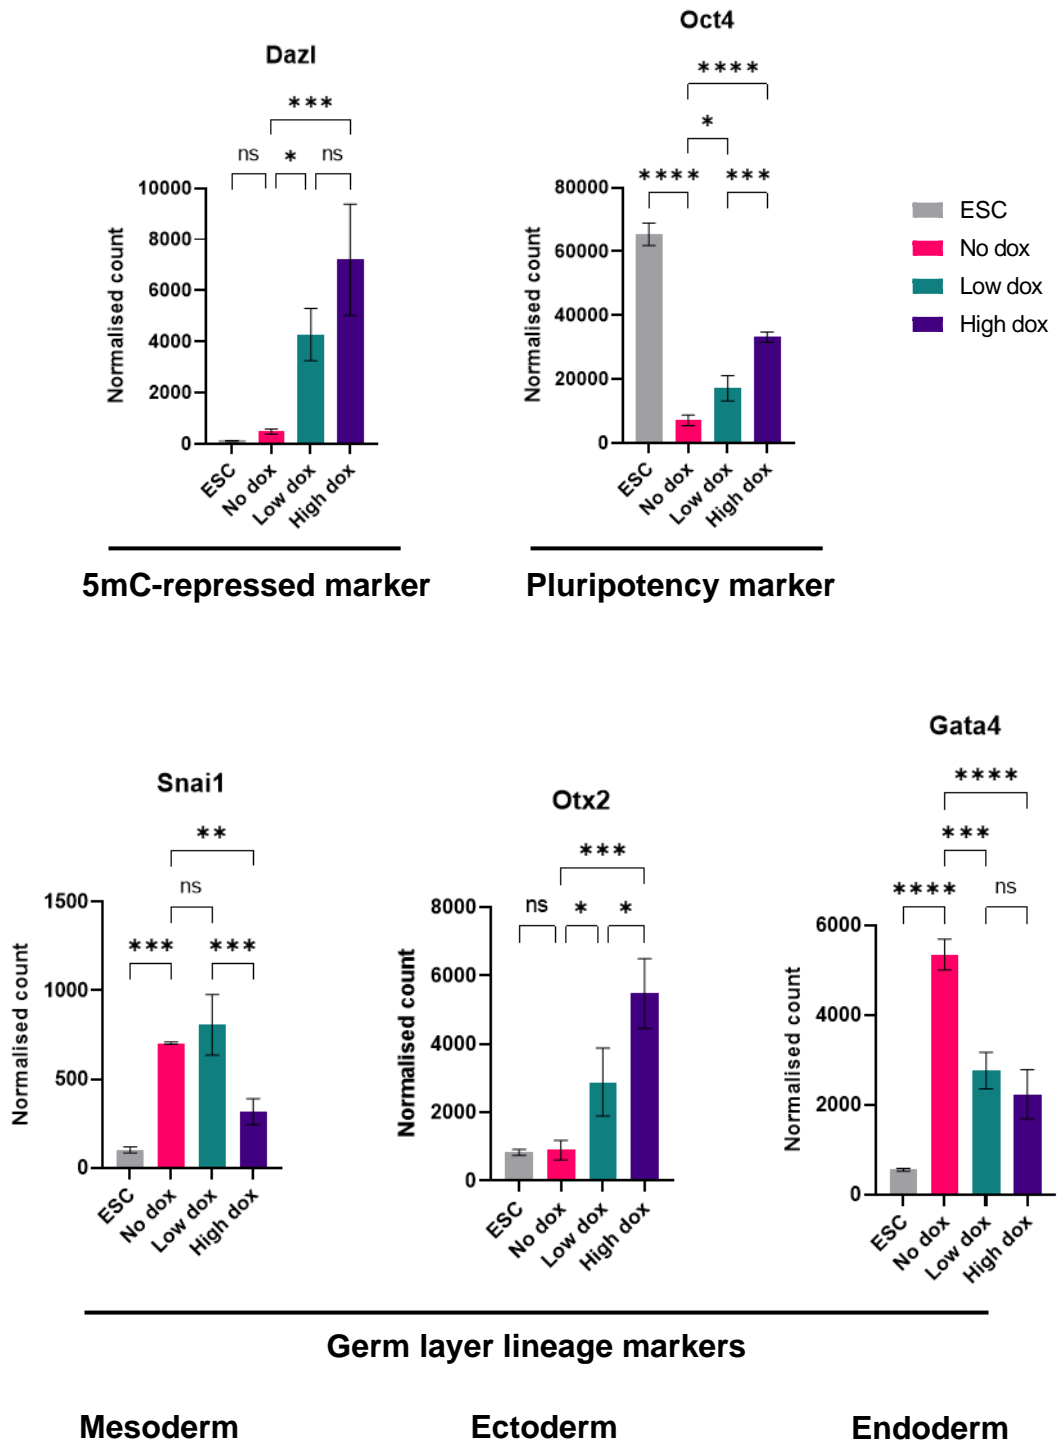 Dazl
***
ns * ns
10000
8000
6000
4000
2000
0
Normalised count
ESC
No dox
Low dox
High dox
5mC-repressed marker
Oct4
****
*
**** ***
80000
60000
40000
20000
0
Normalised count
ESC
No dox
Low dox
High dox
Pluripotency marker
ESC
No dox
Low dox
High dox
Snai1
**
ns
*** ***
1500
1000
500
0
Normalised count
ESC
No dox
Low dox
High dox
Otx2
***
ns * *
8000
6000
4000
2000
0
Normalised count
ESC
No dox
Low dox
High dox
Gata4
****
***
**** ns
6000
4000
2000
0
Normalised count
ESC
No dox
Low dox
High dox
Germ layer lineage markers
Mesoderm
Ectoderm
Endoderm